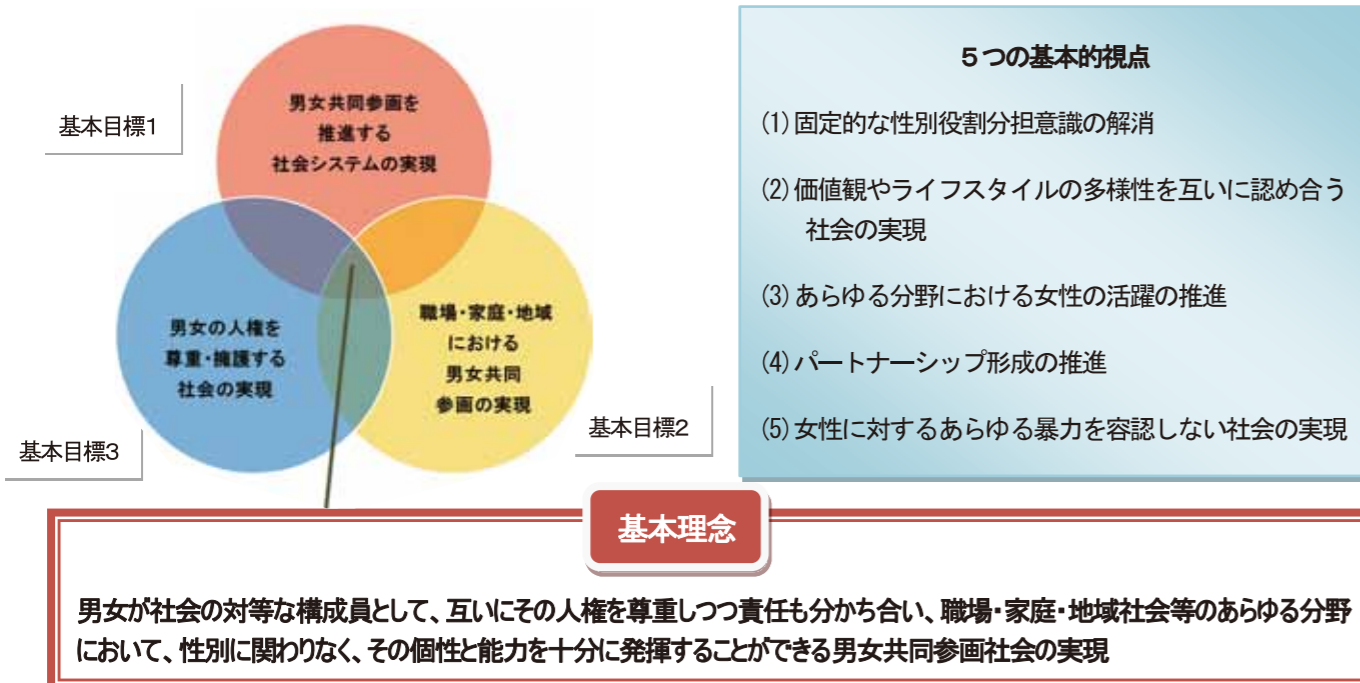 基本目標1
男女共同参画を
推進する
社会システムの実現
男女の人権を
尊重・擁護する
社会の実現
基本目標3
職場・家庭・地域
における
男女共同
参画の実現
基本目標2
５つの基本的視点
(1) 固定的な性別役割分担意識の解消
(2) 価値観やライフスタイルの多様性を互いに認め合う
社会の実現
(3) あらゆる分野における女性の活躍の推進
(4) パートナーシップ形成の推進
(5) 女性に対するあらゆる暴力を容認しない社会の実現
基本理念
男女が社会の対等な構成員として、互いにその人権を尊重しつつ責任も分かち合い、職場・家庭・地域社会等のあらゆる分野
において、性別に関わりなく、その個性と能力を十分に発揮することができる男女共同参画社会の実現